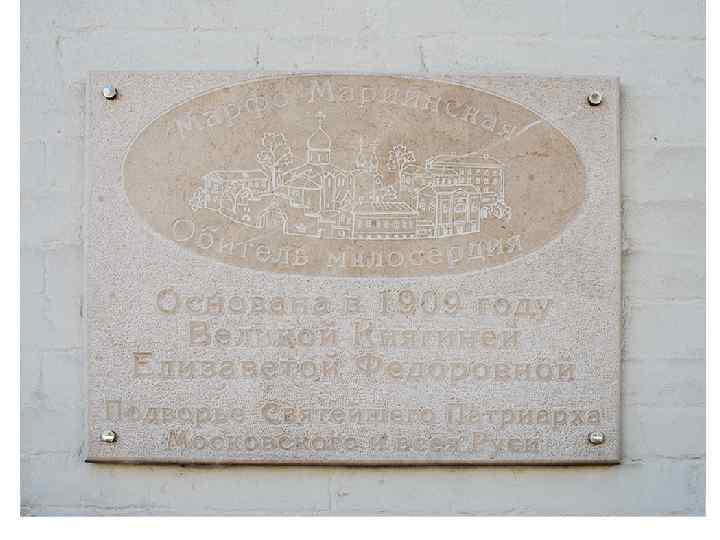 Марфо-Мариинская
Обитель милосердия
Основана в 1909 году
Великой Княгиней
Елизаветой Федоровной
Подворье Святейшего Патриарха
Московского и всея Руси